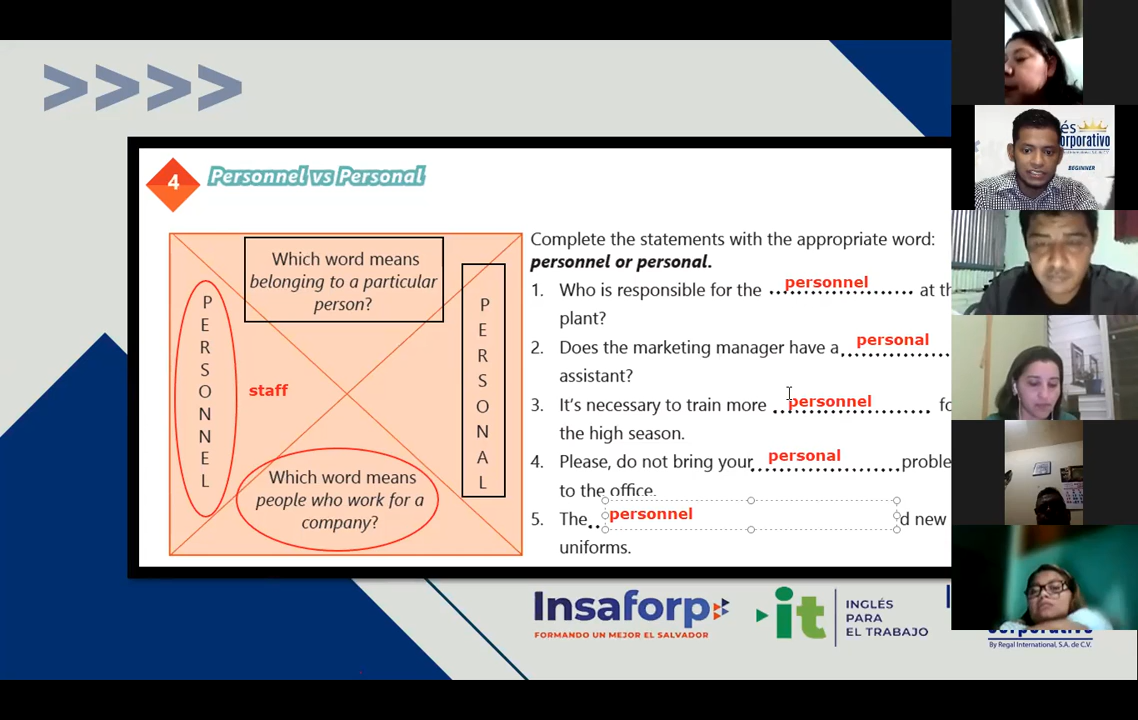 >>>>
4
Personnel vs Personal
Which word means
belonging to a particular
person?
PERSONNEL
staff
PERSONAL
Which word means
people who work for a
company?
Complete the statements with the appropriate word:
personnel or personal.
1. Who is responsible for the personnel at th
plant?
2. Does the marketing manager have a personal
assistant?
3. It's necessary to train more personnel fo
the high season.
4. Please, do not bring your personal proble
to the office.
5. The personnel d new
uniforms.
Insaforp
FORMANDO UN MEJOR EL SALVADOR
it
INGLÉS
PARA
EL TRABAJO
By Regal International, S.A. de C.V.
és
orporativo
BEGINNER